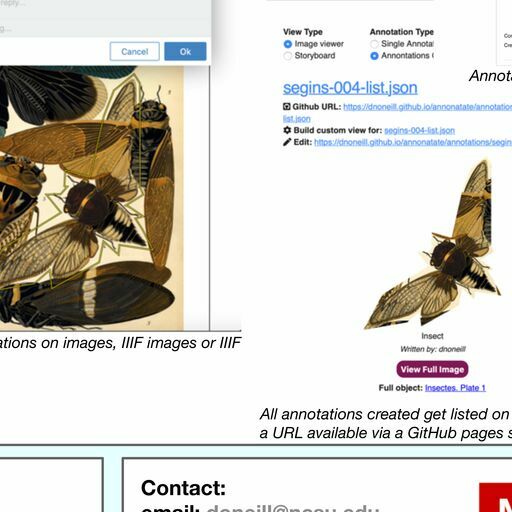 reply...
Cancel
Ok
View Type
Image viewer
Storyboard
Annotation Type
Single Annotat
Annotations (
Annota
segins-004-list.json
Github URL: https://dnoneill.github.io/annonatate/annotation
list.json
Build custom view for: segins-004-list.json
Edit: https://dnoneill.github.io/annonatate/annotations/segin
Insect
Written by: dnoneill
View Full Image
Full object: Insectes. Plate 1
ations on images, IIIF images or IIIF
All annotations created get listed on
a URL available via a GitHub pages s
Contact:
email: